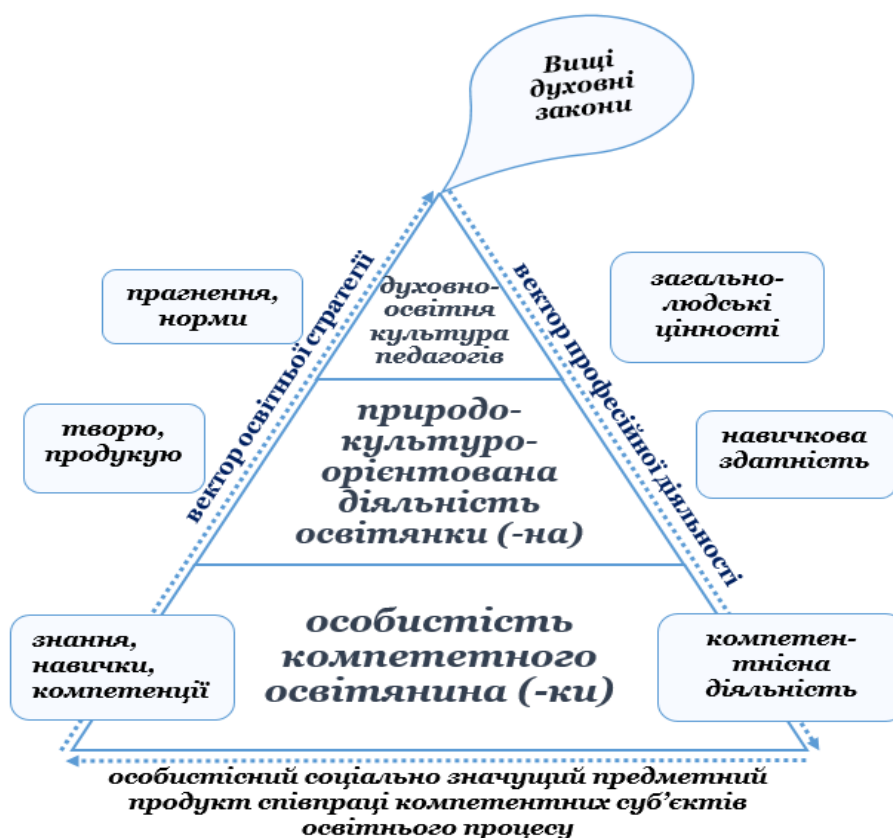 Вищі
духовні
закони
духовно-
освітня
культура
педагогів
прагнення,
норми
загально-
людські
цінності
вектор освітньої стратегії
вектор професійної діяльності
природо-
культуро-
орієнтована
діяльність
освітянки (-на)
творю,
продукую
навичкова
здатність
особистість
компететного
освітянина (-ки)
знання,
навички,
компетенції
компетен-
тнісна
діяльність
особистісний соціально значущий предметний
продукт співпраці компетентних суб’єктів
освітнього процесу